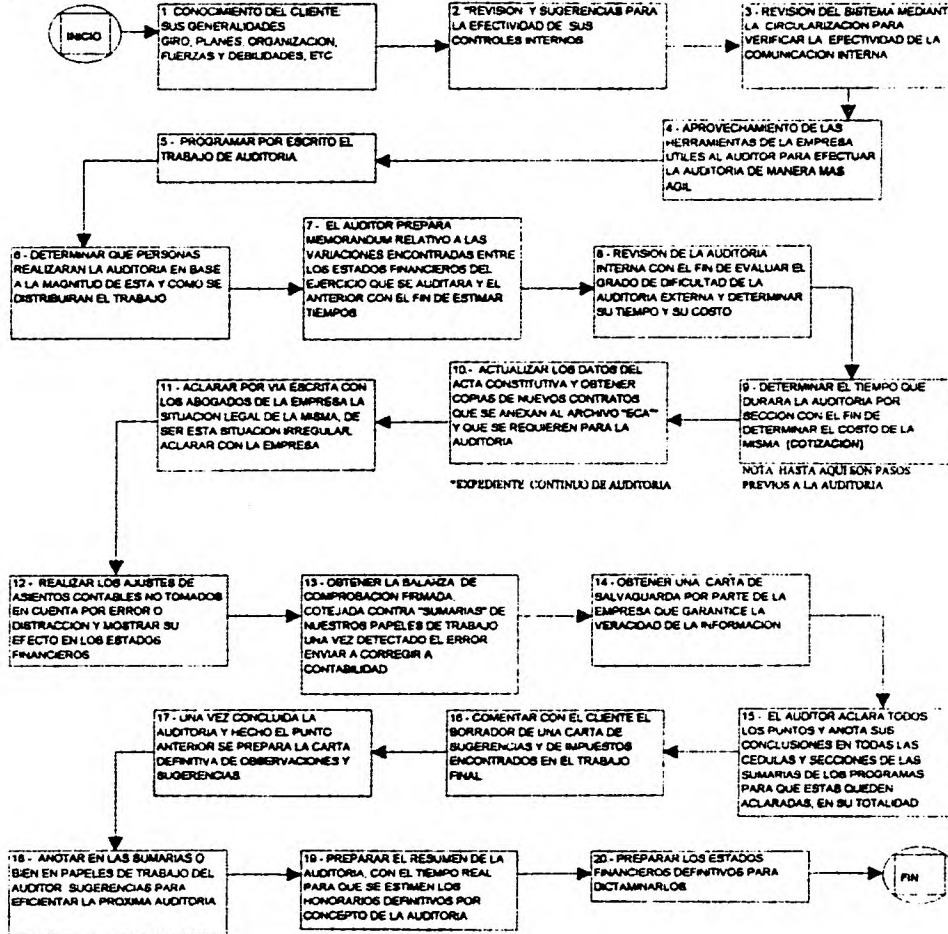 INICIO
1. CONOCIMIENTO DEL CLIENTE.
SUS GENERALIDADES
GIRO, PLANES, ORGANIZACION,
FUERZAS Y DEBILIDADES, ETC
2. "REVISION Y SUGERENCIAS PARA
LA EFECTIVIDAD DE SUS
CONTROLES INTERNOS
3. - REVISION DEL SISTEMA MEDIANT
LA CIRCULARIZACION PARA
VERIFICAR LA EFECTIVIDAD DE LA
COMUNICACION INTERNA
4 - APROVECHAMIENTO DE LAS
HERRAMIENTAS DE LA EMPRESA
UTILES AL AUDITOR PARA EFECTUAR
LA AUDITORIA DE MANERA MAS
AGIL
5 - PROGRAMAR POR ESCRITO EL
TRABAJO DE AUDITORIA.
6 - DETERMINAR QUE PERSONAS
REALIZARAN LA AUDITORIA EN BASE
A LA MAGNITUD DE ESTA Y COMO SE
DISTRIBUIRAN EL TRABAJO
7 - EL AUDITOR PREPARA
MEMORANDUM RELATIVO A LAS
VARIACIONES ENCONTRADAS ENTRE
LOS ESTADOS FINANCIEROS DEL
EJERCICIO QUE SE AUDITARA Y EL
ANTERIOR CON EL FIN DE ESTIMAR
TIEMPOS
8 - REVISION DE LA AUDITORIA
INTERNA CON EL FIN DE EVALUAR EL
GRADO DE DIFICULTAD DE LA
AUDITORIA EXTERNA Y DETERMINAR
SU TIEMPO Y SU COSTO
9 - DETERMINAR EL TIEMPO QUE
DURARA LA AUDITORIA POR
SECCION CON EL FIN DE
DETERMINAR EL COSTO DE LA
MISMA (COTIZACION)
NOTA HASTA AQUI SON PASOS
PREVIOS A LA AUDITORIA
10.- ACTUALIZAR LOS DATOS DEL
ACTA CONSTITUTIVA Y OBTENER
COPIAS DE NUEVOS CONTRATOS
QUE SE ANEXAN AL ARCHIVO "ECA"*
Y QUE SE REQUIEREN PARA LA
AUDITORIA
*EXPEDIENTE CONTINUO DE AUDITORIA
11 - ACLARAR POR VIA ESCRITA CON
LOS ABOGADOS DE LA EMPRESA LA
SITUACION LEGAL DE LA MISMA, DE
SER ESTA SITUACION IRREGULAR,
ACLARAR CON LA EMPRESA
12 - REALIZAR LOS AJUSTES DE
ASIENTOS CONTABLES NO TOMADOS
EN CUENTA POR ERROR O
DISTRACCION Y MOSTRAR SU
EFECTO EN LOS ESTADOS
FINANCIEROS
13 - OBTENER LA BALANZA DE
COMPROBACION FIRMADA,
COTEJADA CONTRA "SUMARIAS" DE
NUESTROS PAPELES DE TRABAJO
UNA VEZ DETECTADO EL ERROR
ENVIAR A CORREGIR A
CONTABILIDAD
14 - OBTENER UNA CARTA DE
SALVAGUARDA POR PARTE DE LA
EMPRESA QUE GARANTICE LA
VERACIDAD DE LA INFORMACION
15 - EL AUDITOR ACLARA TODOS
LOS PUNTOS Y ANOTA SUS
CONCLUSIONES EN TODAS LAS
CEDULAS Y SECCIONES DE LAS
SUMARIAS DE LOS PROGRAMAS
PARA QUE ESTAS QUEDEN
ACLARADAS, EN SU TOTALIDAD
16 - COMENTAR CON EL CLIENTE EL
BORRADOR DE UNA CARTA DE
SUGERENCIAS Y DE IMPUESTOS
ENCONTRADOS EN EL TRABAJO
FINAL
17 - UNA VEZ CONCLUIDA LA
AUDITORIA Y HECHO EL PUNTO
ANTERIOR SE PREPARA LA CARTA
DEFINITIVA DE OBSERVACIONES Y
SUGERENCIAS.
18 - ANOTAR EN LAS SUMARIAS O
BIEN EN PAPELES DE TRABAJO DEL
AUDITOR SUGERENCIAS PARA
EFICIENTAR LA PROXIMA AUDITORIA
19 - PREPARAR EL RESUMEN DE LA
AUDITORIA, CON EL TIEMPO REAL
PARA QUE SE ESTIMEN LOS
HONORARIOS DEFINITIVOS POR
CONCEPTO DE LA AUDITORIA
20 - PREPARAR LOS ESTADOS
FINANCIEROS DEFINITIVOS PARA
DICTAMINARLOS.
FIN